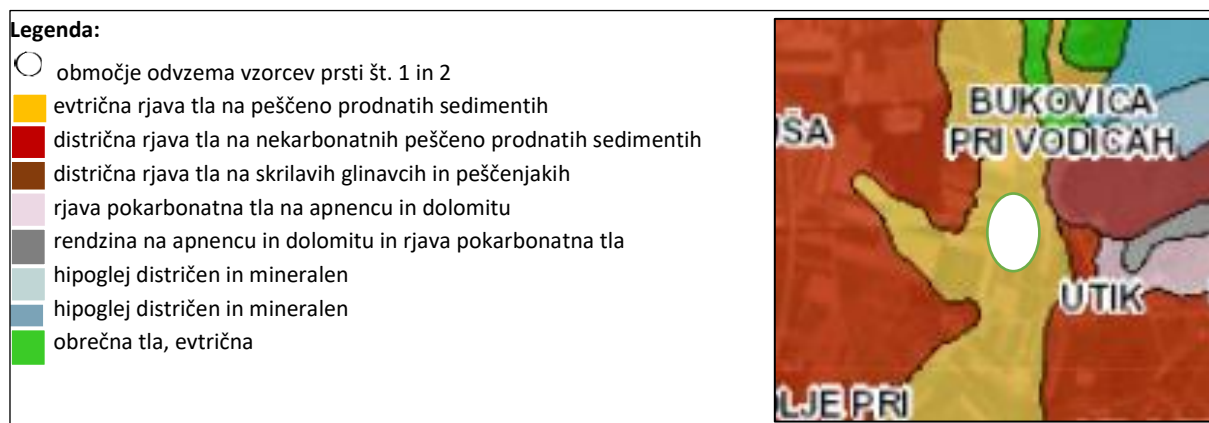 Legenda:
območje odvzema vzorcev prsti št. 1 in 2
evtrična rjava tla na peščeno prodnatih sedimentih
distrična rjava tla na nekarbonatnih peščeno prodnatih sedimentih
distrična rjava tla na skrilavih glinavcih in peščenjakih
rjava pokarbonatna tla na apnencu in dolomitu
rendzina na apnencu in dolomitu in rjava pokarbonatna tla
hipoglej distričen in mineralen
hipoglej distričen in mineralen
obrečna tla, evtrična
BUKOVICA
PRI VODICAH
UŠA
UTIK
LJE PRI